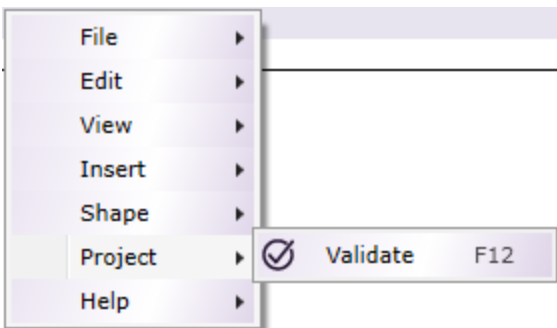 File
Edit
View
Insert
Shape
Project
Validate F12
Help